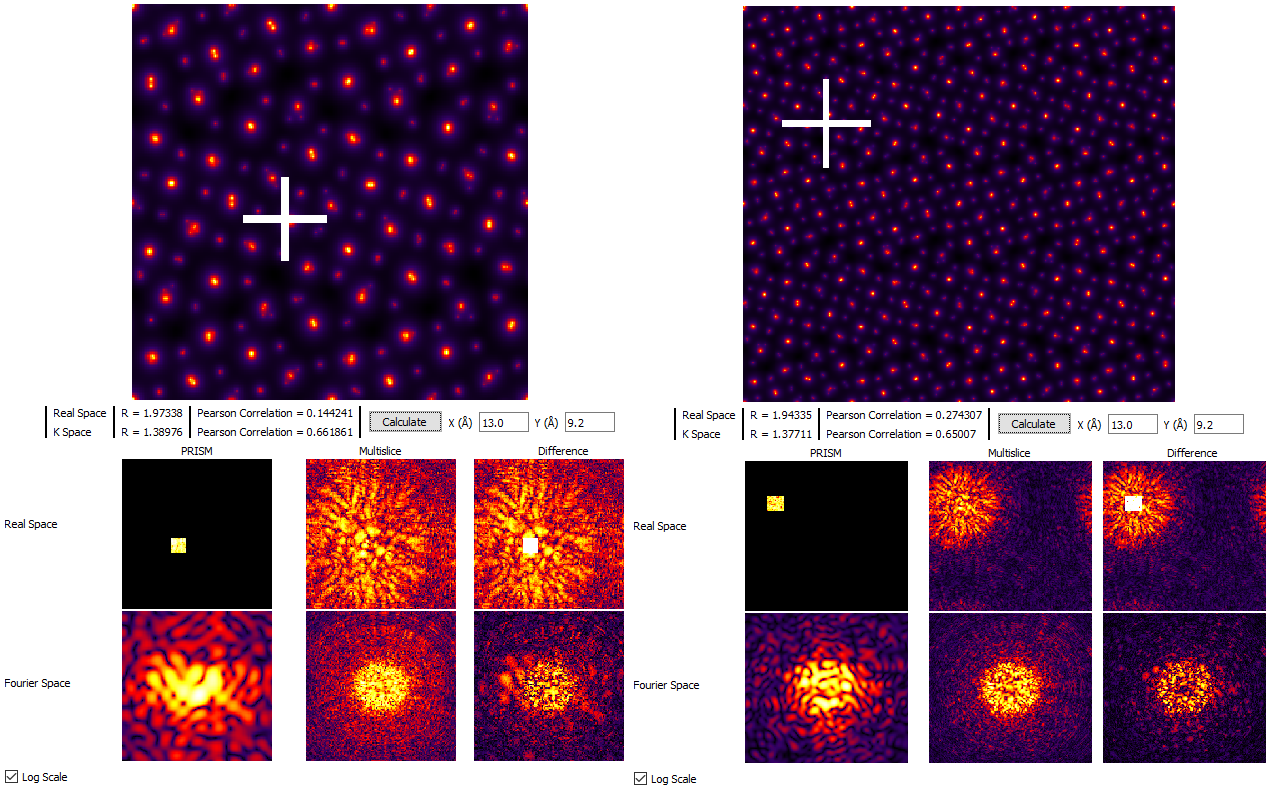 Real Space R = 1.97338 Pearson Correlation = 0.144241
K Space R = 1.38976 Pearson Correlation = 0.661861
Calculate X (Å) 13.0 Y (Å) 9.2
PRISM Multislice Difference
Real Space
Fourier Space
Log Scale
Real Space R = 1.94335 Pearson Correlation = 0.274307
K Space R = 1.37711 Pearson Correlation = 0.65007
Calculate X (Å) 13.0 Y (Å) 9.2
PRISM Multislice Difference
Real Space
Fourier Space
Log Scale